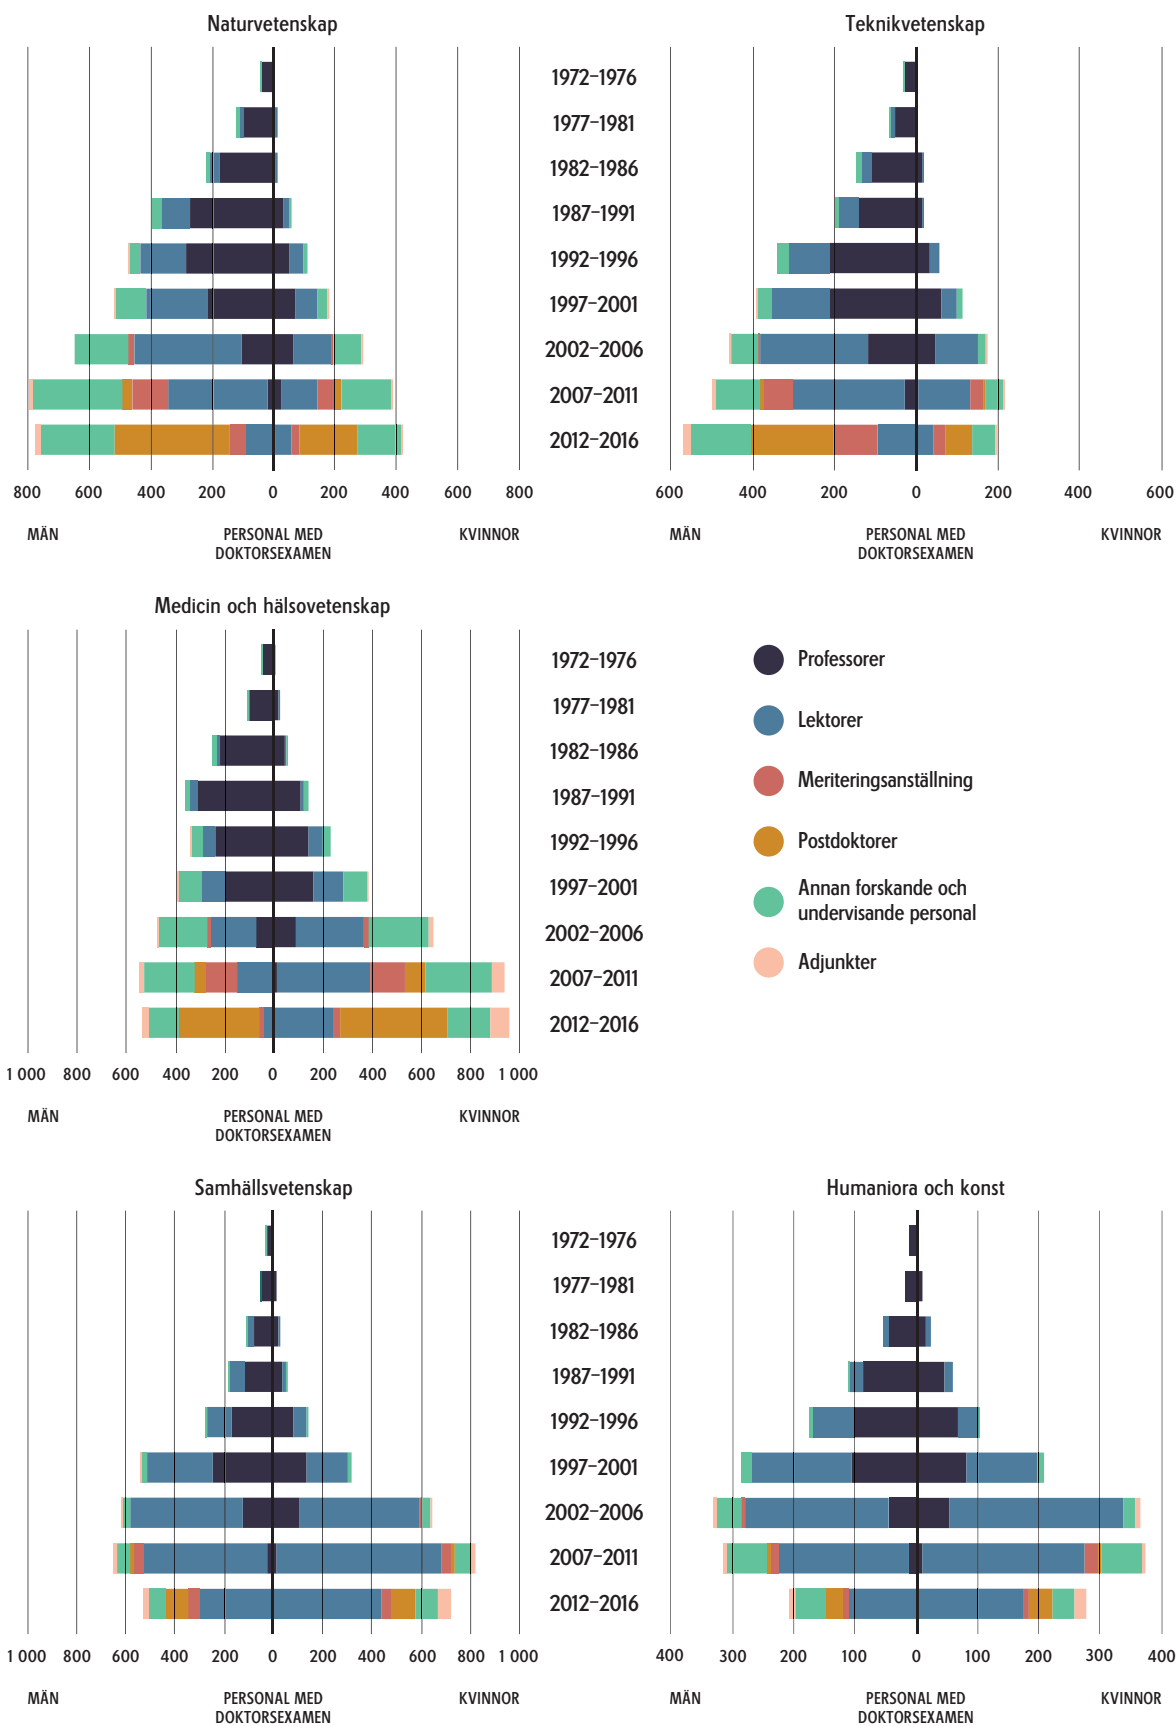 Naturvetenskap
Teknikvetenskap
1972–1976
1977–1981
1982–1986
1987–1991
1992–1996
1997–2001
2002–2006
2007–2011
2012–2016
800 600 400 200 0 200 400 600 800
600 400 200 0 200 400 600
MÄN PERSONAL MED DOKTORSEXAMEN KVINNOR
MÄN PERSONAL MED DOKTORSEXAMEN KVINNOR
Medicin och hälsovetenskap
1972–1976
1977–1981
1982–1986
1987–1991
1992–1996
1997–2001
2002–2006
2007–2011
2012–2016
1 000 800 600 400 200 0 200 400 600 800 1 000
MÄN PERSONAL MED DOKTORSEXAMEN KVINNOR
Professorer
Lektorer
Meriteringsanställning
Postdoktorer
Annan forskande och
undervisande personal
Adjunkter
Samhällsvetenskap
Humaniora och konst
1972–1976
1977–1981
1982–1986
1987–1991
1992–1996
1997–2001
2002–2006
2007–2011
2012–2016
1 000 800 600 400 200 0 200 400 600 800 1 000
400 300 200 100 0 100 200 300 400
MÄN PERSONAL MED DOKTORSEXAMEN KVINNOR
MÄN PERSONAL MED DOKTORSEXAMEN KVINNOR